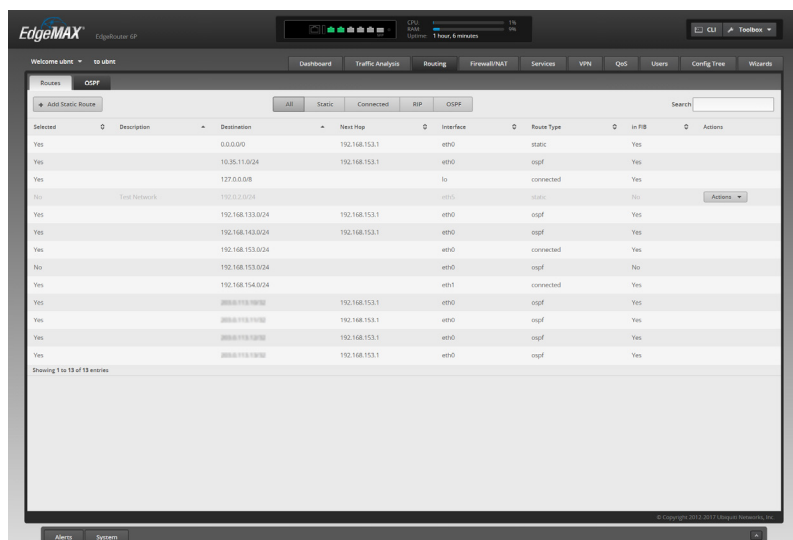 EdgeMAX EdgeRouter 6P
CPU: 1%
RAM: 9%
Uptime: 1 hour, 6 minutes
CLI Toolbox
Welcome ubnt to ubnt
Dashboard Traffic Analysis Routing Firewall/NAT Services VPN QoS Users Config Tree Wizards
Routes OSPF
+ Add Static Route All Static Connected RIP OSPF Search
Selected Description Destination Next Hop Interface Route Type in FIB Actions
Yes 0.0.0.0/0 192.168.153.1 eth0 static Yes
Yes 10.35.11.0/24 192.168.153.1 eth0 ospf Yes
Yes 127.0.0.0/8 lo connected Yes
No Test Network 192.0.2.0/24 eth5 static No Actions
Yes 192.168.133.0/24 192.168.153.1 eth0 ospf Yes
Yes 192.168.143.0/24 192.168.153.1 eth0 ospf Yes
Yes 192.168.153.0/24 eth0 connected Yes
No 192.168.153.0/24 eth0 ospf No
Yes 192.168.154.0/24 eth1 connected Yes
Yes 192.168.153.1 eth0 ospf Yes
Yes 192.168.153.1 eth0 ospf Yes
Yes 192.168.153.1 eth0 ospf Yes
Yes 192.168.153.1 eth0 ospf Yes
Showing 1 to 13 of 13 entries
© Copyright 2012-2017 Ubiquiti Networks, Inc.
Alerts System